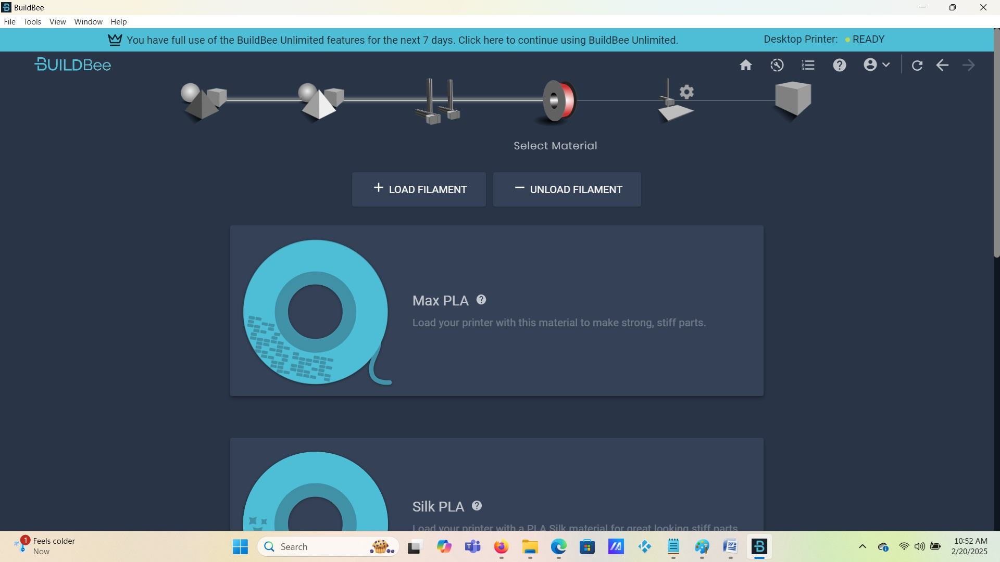 BuildBee
File Tools View Window Help
You have full use of the BuildBee Unlimited features for the next 7 days. Click here to continue using BuildBee Unlimited.
Desktop Printer: READY
BUILDBee
Select Material
LOAD FILAMENT
UNLOAD FILAMENT
Max PLA
Load your printer with this material to make strong, stiff parts.
Silk PLA
Load your printer with a PLA Silk material for great looking stiff parts
1
Feels colder
Now
Search
10:52 AM
2/20/2025